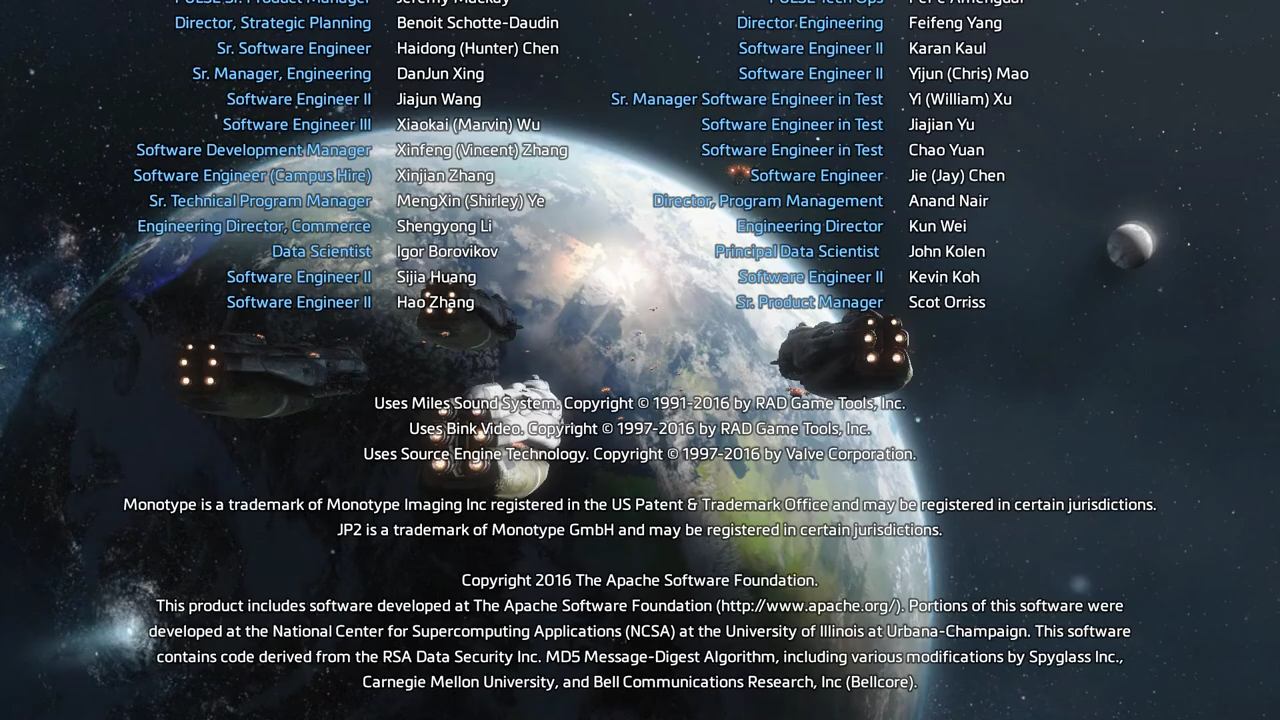 Jeremy Mackay
Director, Strategic Planning Benoit Schotte-Daudin
Sr. Software Engineer Haidong (Hunter) Chen
Sr. Manager, Engineering DanJun Xing
Software Engineer II Jiajun Wang
Software Engineer III Xiaokai (Marvin) Wu
Software Development Manager Xinfeng (Vincent) Zhang
Software Engineer (Campus Hire) Xinjian Zhang
Sr. Technical Program Manager MengXin (Shirley) Ye
Engineering Director, Commerce Shengyong Li
Data Scientist Igor Borovikov
Software Engineer II Sijia Huang
Software Engineer II Hao Zhang
PULSE Tech Ops
Director Engineering Feifeng Yang
Software Engineer II Karan Kaul
Software Engineer II Yijun (Chris) Mao
Sr. Manager Software Engineer in Test Yi (William) Xu
Software Engineer in Test Jiajian Yu
Software Engineer in Test Chao Yuan
Software Engineer Jie (Jay) Chen
Director, Program Management Anand Nair
Engineering Director Kun Wei
Principal Data Scientist John Kolen
Software Engineer II Kevin Koh
Sr. Product Manager Scot Orriss
Uses Miles Sound System. Copyright © 1991-2016 by RAD Game Tools, Inc.
Uses Bink Video. Copyright © 1997-2016 by RAD Game Tools, Inc.
Uses Source Engine Technology. Copyright © 1997-2016 by Valve Corporation.
Monotype is a trademark of Monotype Imaging Inc registered in the US Patent & Trademark Office and may be registered in certain jurisdictions.
JP2 is a trademark of Monotype GmbH and may be registered in certain jurisdictions.
Copyright 2016 The Apache Software Foundation.
This product includes software developed at The Apache Software Foundation (http://www.apache.org/). Portions of this software were
developed at the National Center for Supercomputing Applications (NCSA) at the University of Illinois at Urbana-Champaign. This software
contains code derived from the RSA Data Security Inc. MD5 Message-Digest Algorithm, including various modifications by Spyglass Inc.,
Carnegie Mellon University, and Bell Communications Research, Inc (Bellcore).